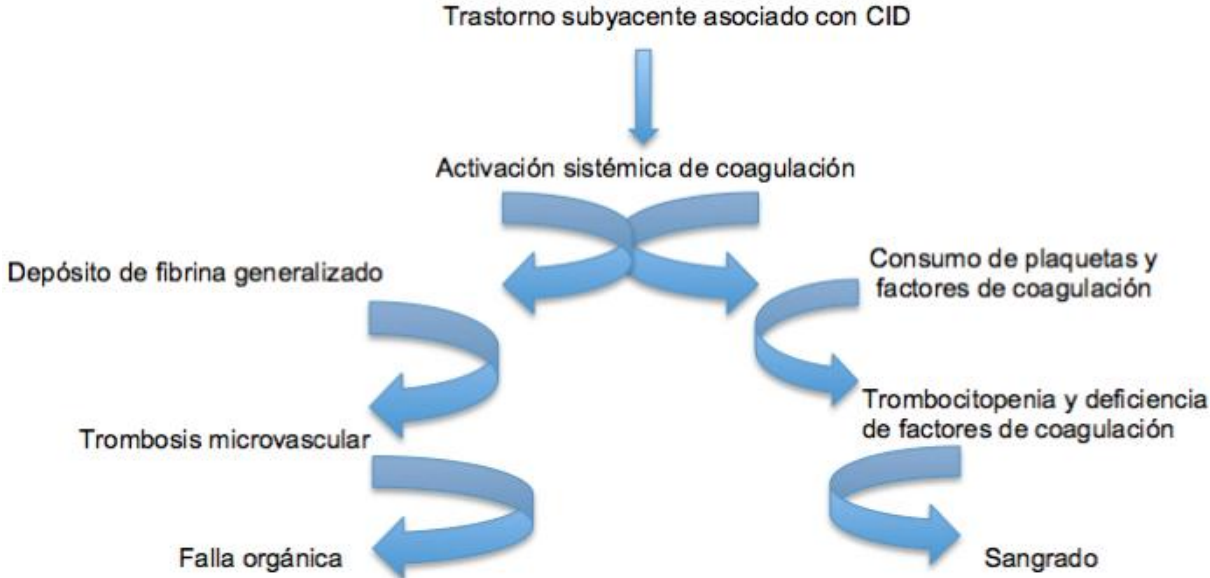 Trastorno subyacente asociado con CID
Activación sistémica de coagulación
Depósito de fibrina generalizado
Consumo de plaquetas y
factores de coagulación
Trombosis microvascular
Trombocitopenia y deficiencia
de factores de coagulación
Falla orgánica
Sangrado